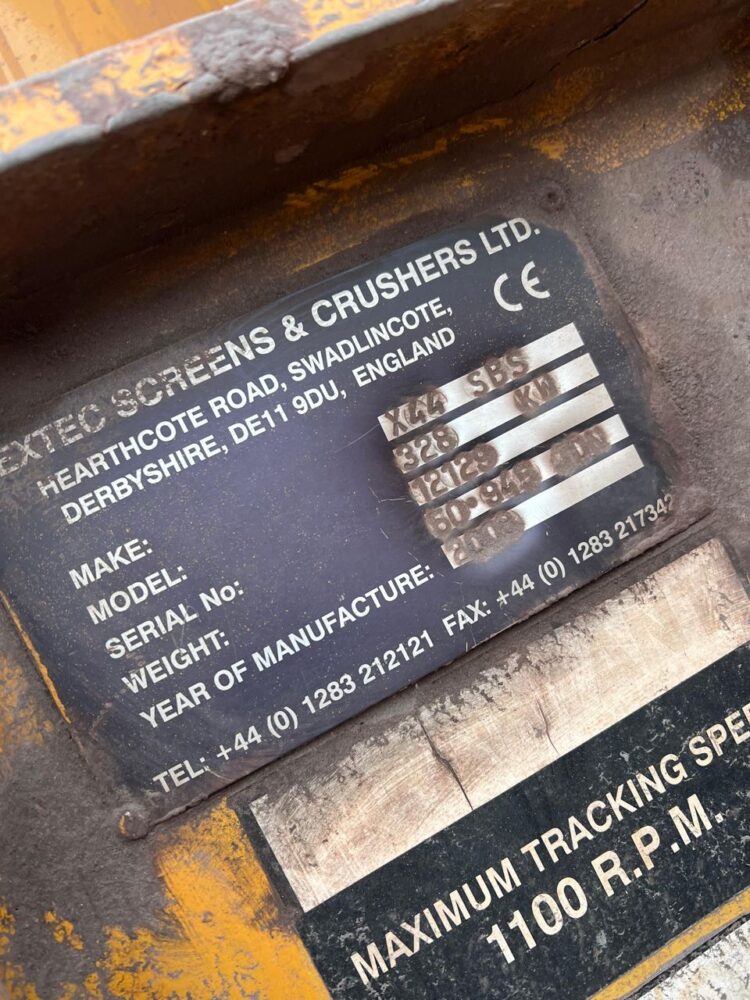 EXTEC SCREENS & CRUSHERS LTD.
HEARTHCOTE ROAD, SWADLINCOTE,
DERBYSHIRE, DE11 9DU, ENGLAND
CE
MAKE: X44 SBS
MODEL: 328 KW
SERIAL No: 12129
WEIGHT: 60.949
YEAR OF MANUFACTURE:
TEL: +44 (0) 1283 212121 FAX: +44 (0) 1283 217342
MAXIMUM TRACKING SPE
1100 R.P.M.